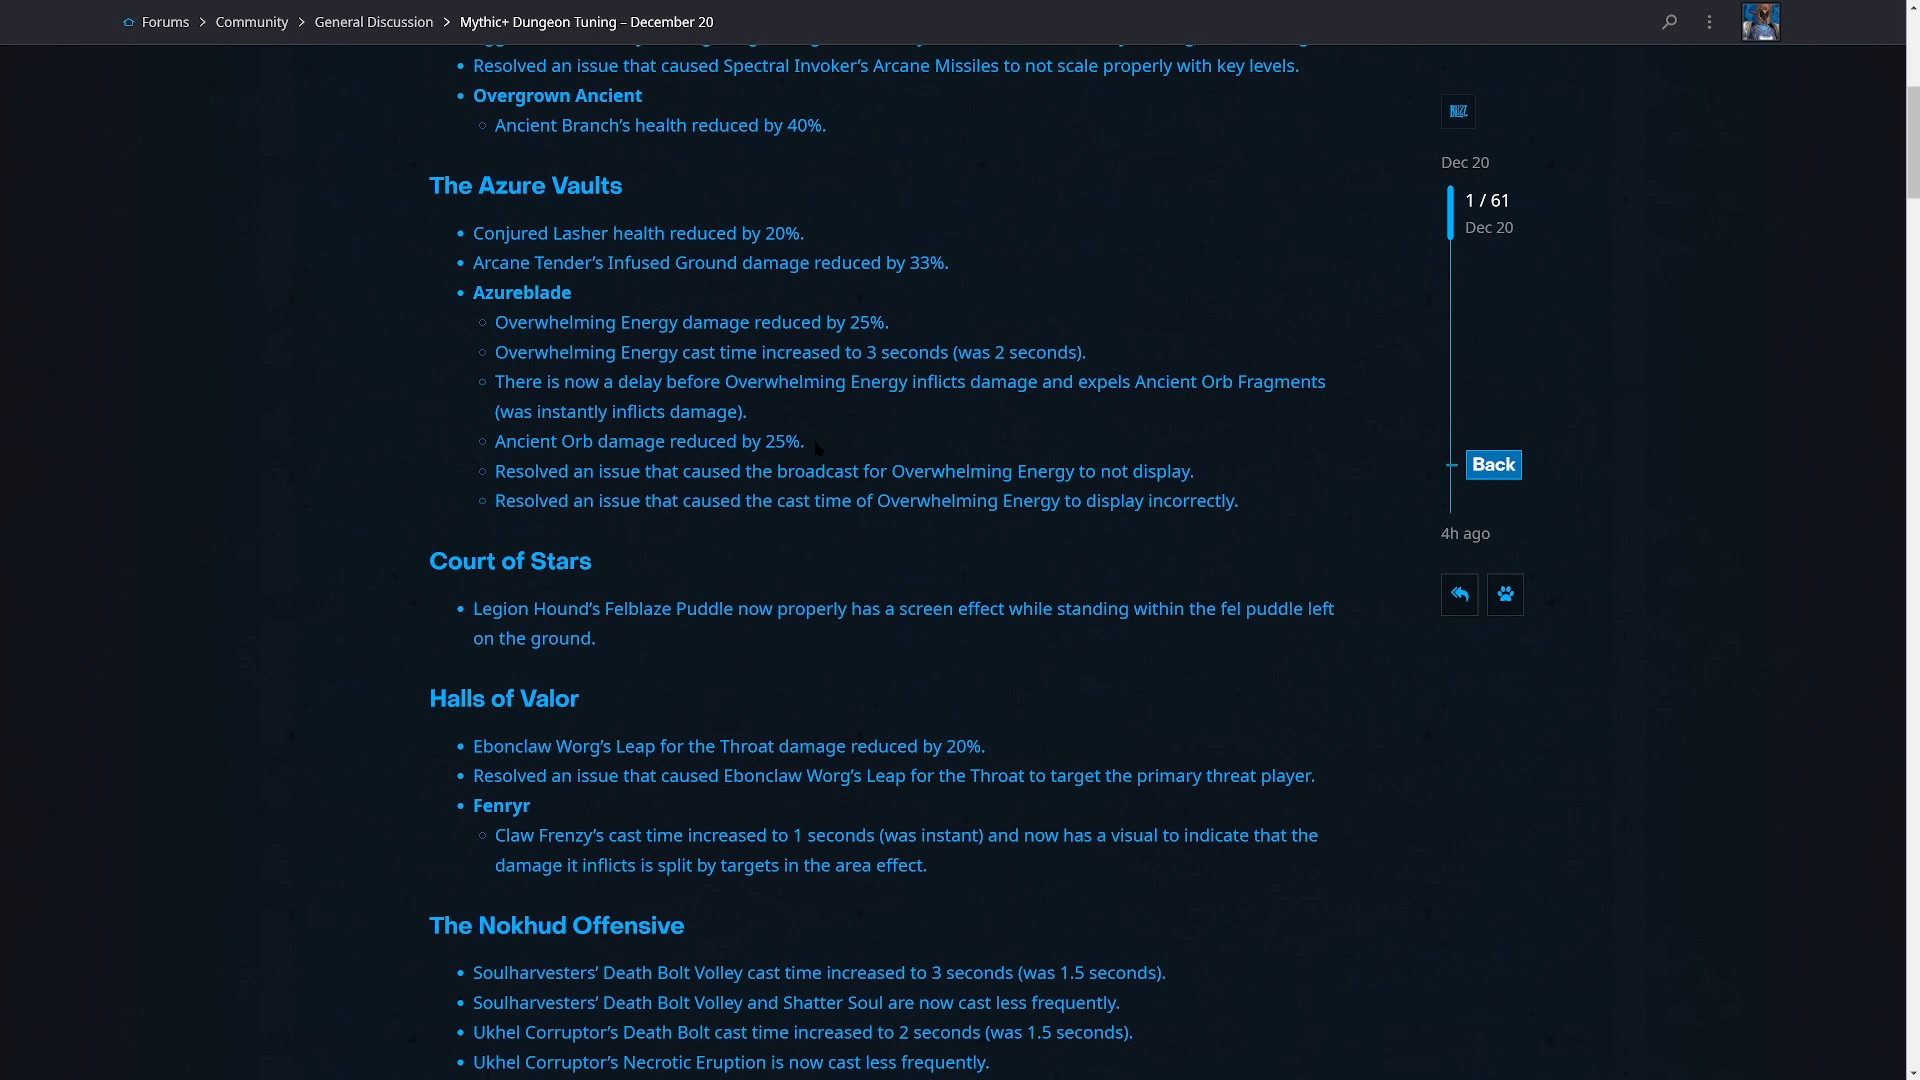 Forums > Community > General Discussion > Mythic+ Dungeon Tuning – December 20
• Resolved an issue that caused Spectral Invoker’s Arcane Missiles to not scale properly with key levels.
• Overgrown Ancient
○ Ancient Branch’s health reduced by 40%.
BLIZZ
Dec 20
The Azure Vaults
1 / 61
Dec 20
• Conjured Lasher health reduced by 20%.
• Arcane Tender’s Infused Ground damage reduced by 33%.
• Azureblade
○ Overwhelming Energy damage reduced by 25%.
○ Overwhelming Energy cast time increased to 3 seconds (was 2 seconds).
○ There is now a delay before Overwhelming Energy inflicts damage and expels Ancient Orb Fragments
(was instantly inflicts damage).
○ Ancient Orb damage reduced by 25%.
○ Resolved an issue that caused the broadcast for Overwhelming Energy to not display.
Back
○ Resolved an issue that caused the cast time of Overwhelming Energy to display incorrectly.
4h ago
Court of Stars
• Legion Hound’s Felblaze Puddle now properly has a screen effect while standing within the fel puddle left
on the ground.
Halls of Valor
• Ebonclaw Worg’s Leap for the Throat damage reduced by 20%.
• Resolved an issue that caused Ebonclaw Worg’s Leap for the Throat to target the primary threat player.
• Fenryr
○ Claw Frenzy’s cast time increased to 1 seconds (was instant) and now has a visual to indicate that the
damage it inflicts is split by targets in the area effect.
The Nokhud Offensive
• Soulharvesters’ Death Bolt Volley cast time increased to 3 seconds (was 1.5 seconds).
• Soulharvesters’ Death Bolt Volley and Shatter Soul are now cast less frequently.
• Ukhel Corruptor’s Death Bolt cast time increased to 2 seconds (was 1.5 seconds).
• Ukhel Corruptor’s Necrotic Eruption is now cast less frequently.